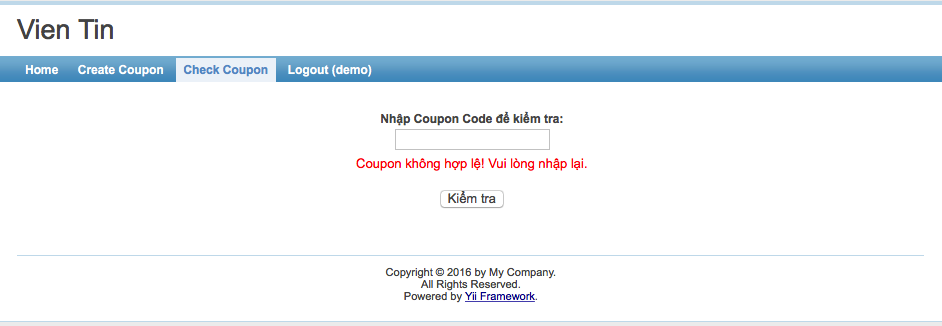 Vien Tin
Home Create Coupon Check Coupon Logout (demo)
Nhập Coupon Code để kiểm tra:
Coupon không hợp lệ! Vui lòng nhập lại.
Kiểm tra
Copyright © 2016 by My Company.
All Rights Reserved.
Powered by Yii Framework.